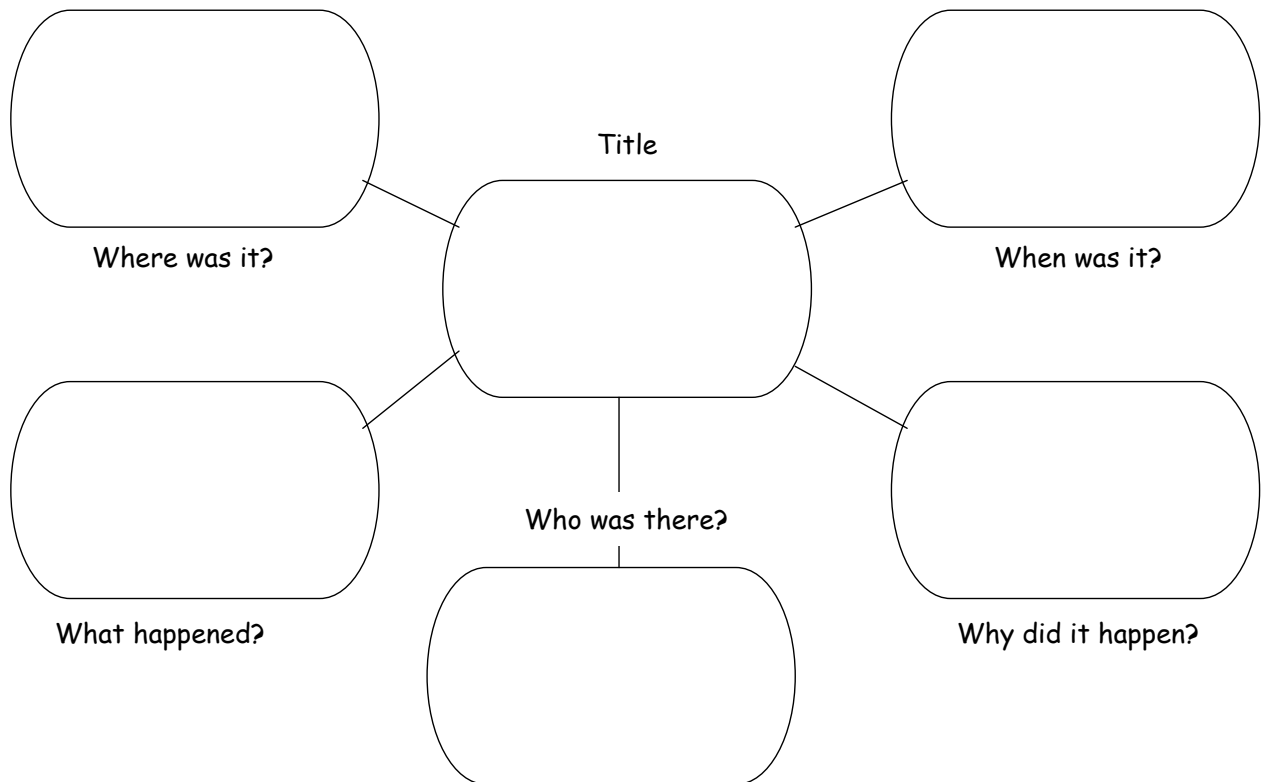 Title
Where was it?
When was it?
Who was there?
What happened?
Why did it happen?